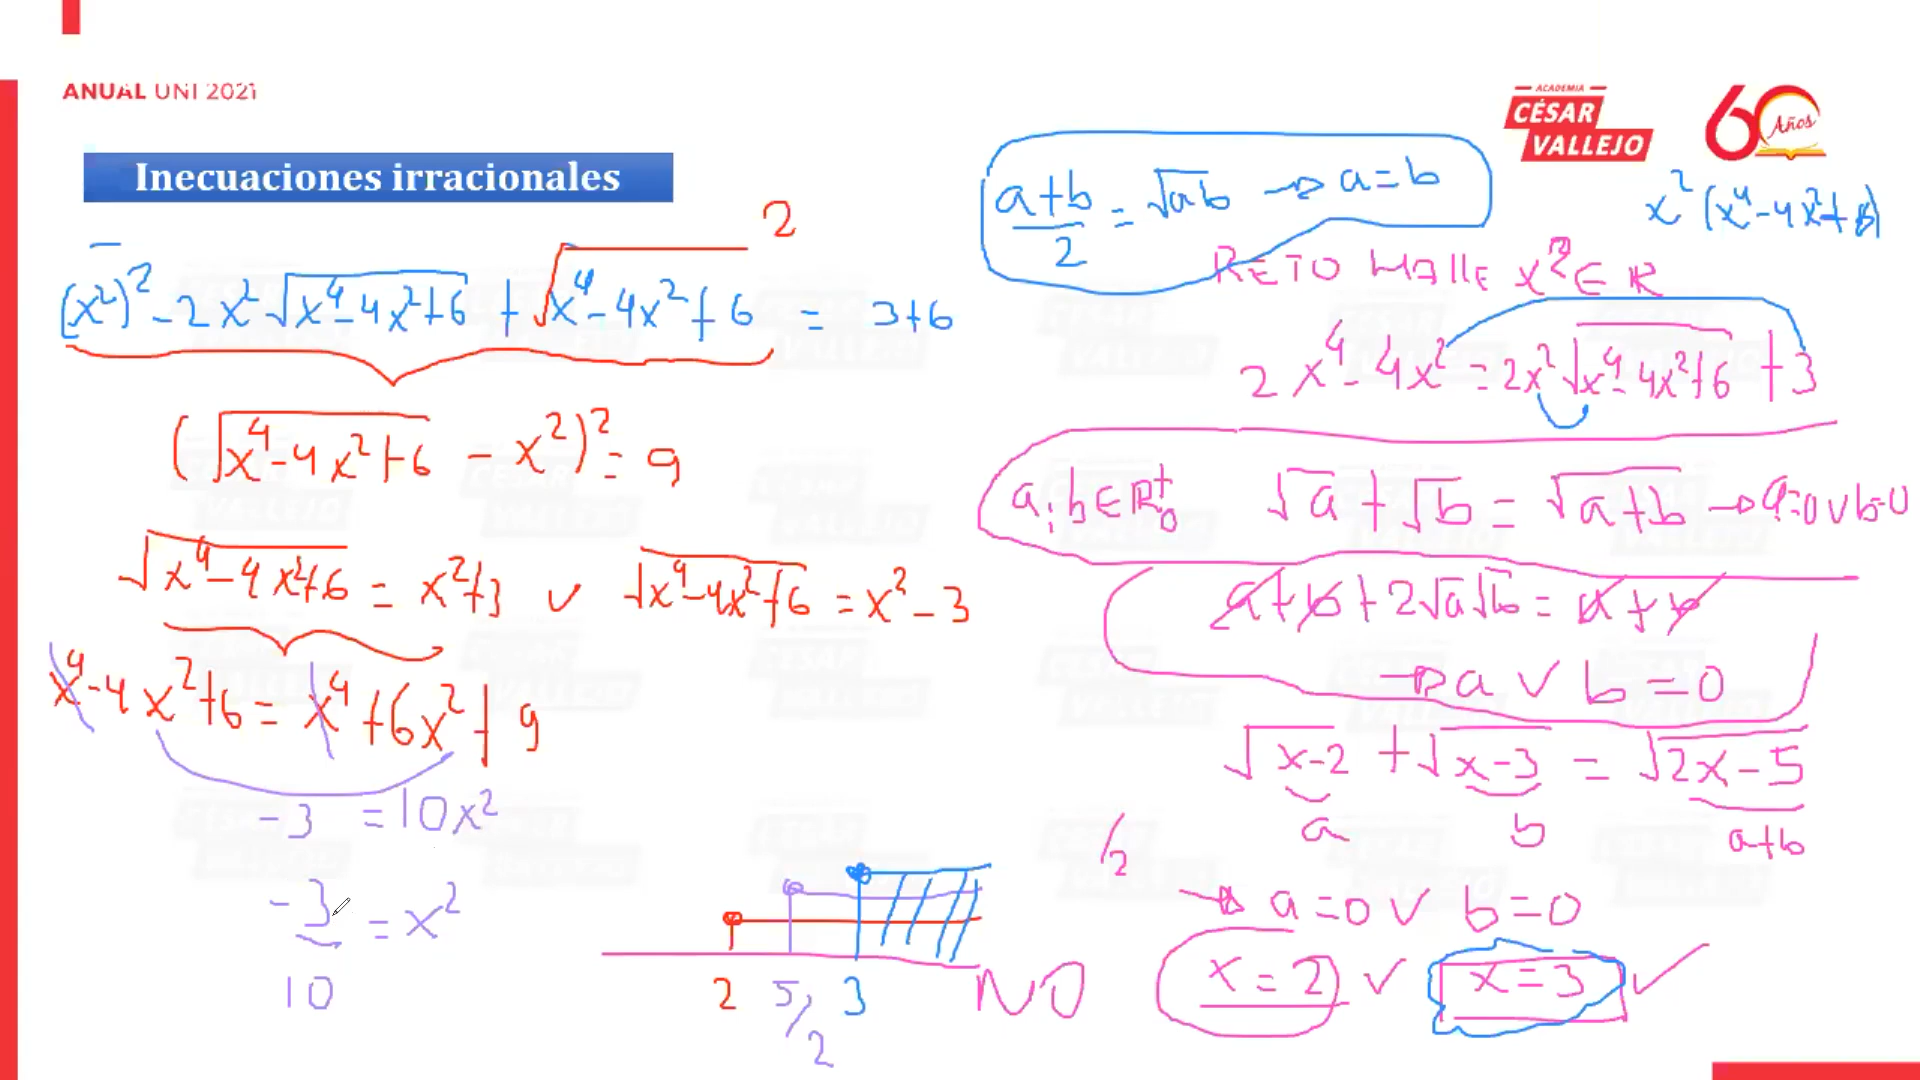 ANUAL UNI 2021
ACADEMIA
CÉSAR
VALLEJO
60 Años
Inecuaciones irracionales
(x²)² - 2x²√(x⁴-4x²+6) + √(x⁴-4x²+6)² = 3+6
(√(x⁴-4x²+6) - x²)² = 9
√(x⁴-4x²+6) = x²+3 ∨ √(x⁴-4x²+6) = x²-3
x⁴-4x²+6 = x⁴+6x²+9
-3 = 10x²
-3/10 = x²
2 5/2 3
NO
(a+b)/2 = √ab → a=b
x²(x⁴-4x²+6)
RETO HALLE x² ∈ R
2x⁴-4x² = 2x²√(x⁴-4x²+6) + 3
a; b ∈ R₀⁺ √a + √b = √(a+b) → a=0 ∨ b=0
a+b+2√a√b = a+b
→ a ∨ b = 0
√(x-2) + √(x-3) = √(2x-5)
a b a+b
/2
→ a=0 ∨ b=0
x=2 ✓ x=3 ✓